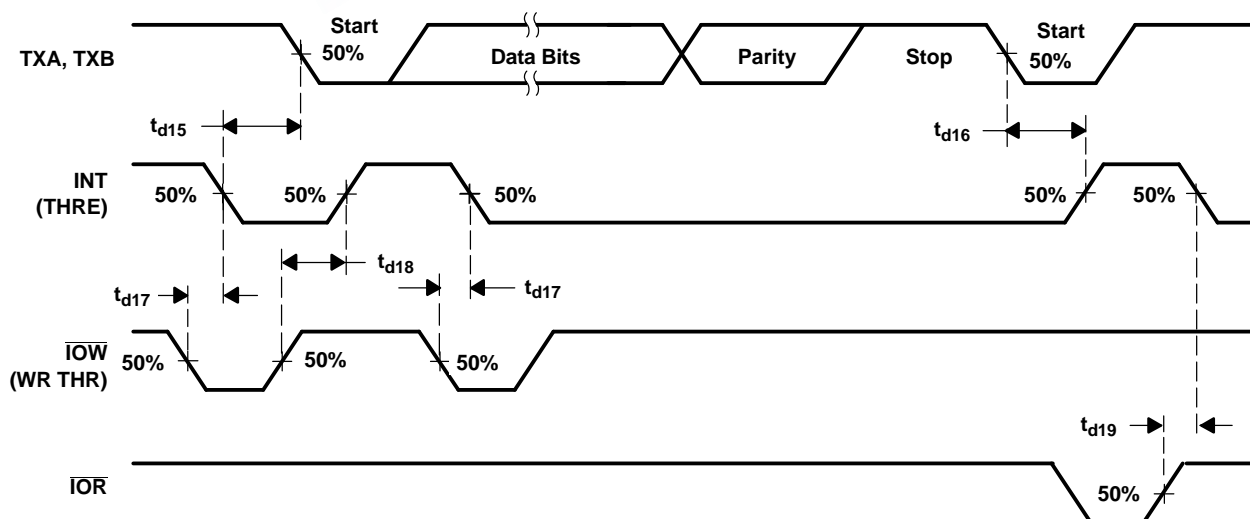 Start
Start
TXA, TXB
50%
Data Bits
Parity
Stop
50%
td15
td16
INT
(THRE)
50%
50%
50%
50%
50%
td18
td17
td17
IOW
(WR THR)
50%
50%
50%
td19
IOR
50%